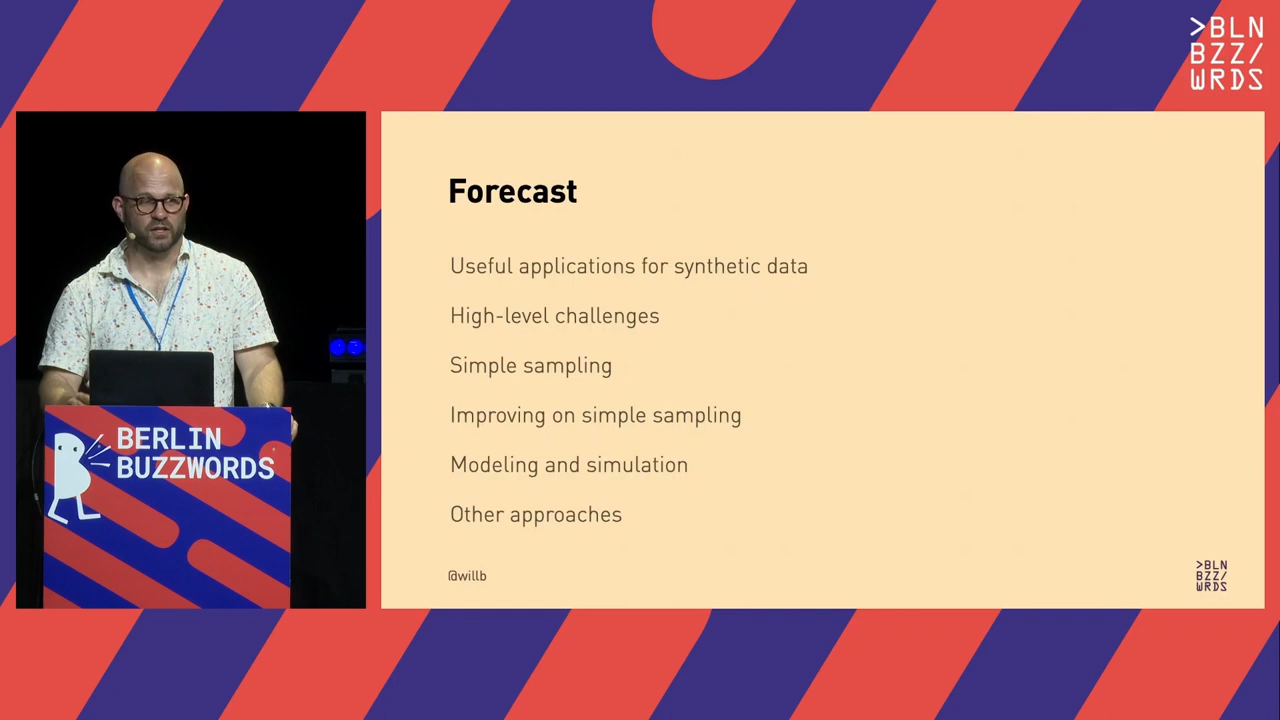 >BLN
BZZ/
WRDS
Forecast
Useful applications for synthetic data
High-level challenges
Simple sampling
Improving on simple sampling
Modeling and simulation
Other approaches
@willb
>BLN
BZZ/
WRDS
BERLIN
BUZZWORDS